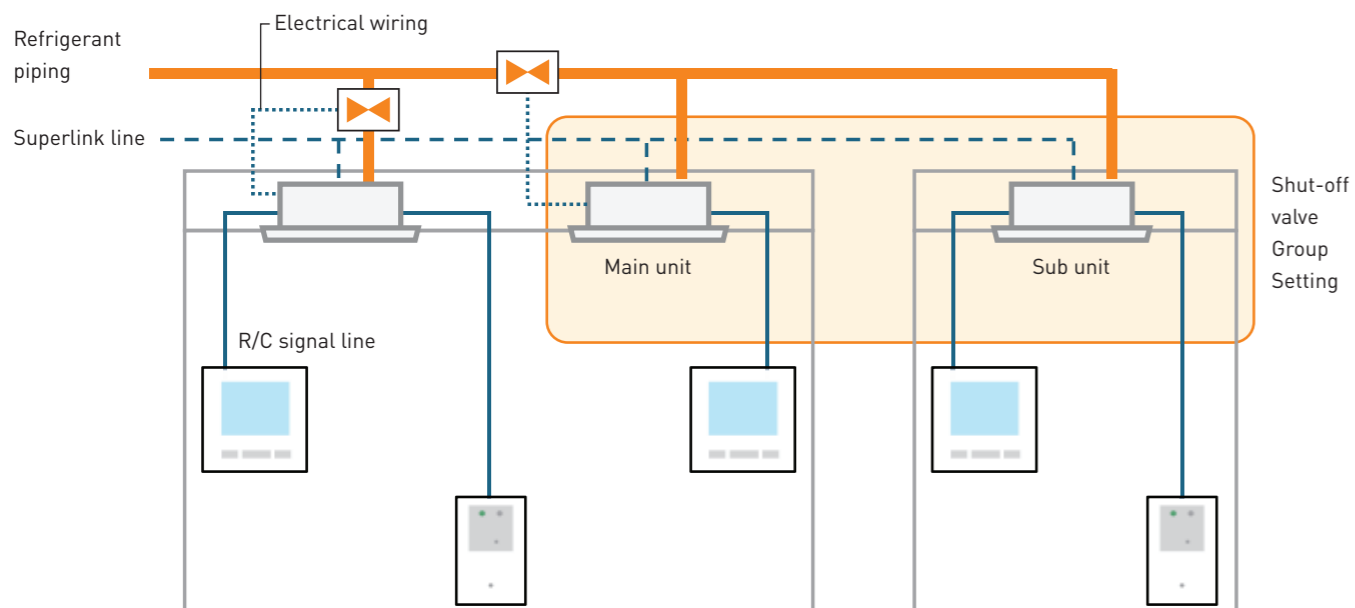 Electrical wiring
Refrigerant
piping
Superlink line
Shut-off
valve
Group
Setting
Main unit
Sub unit
R/C signal line